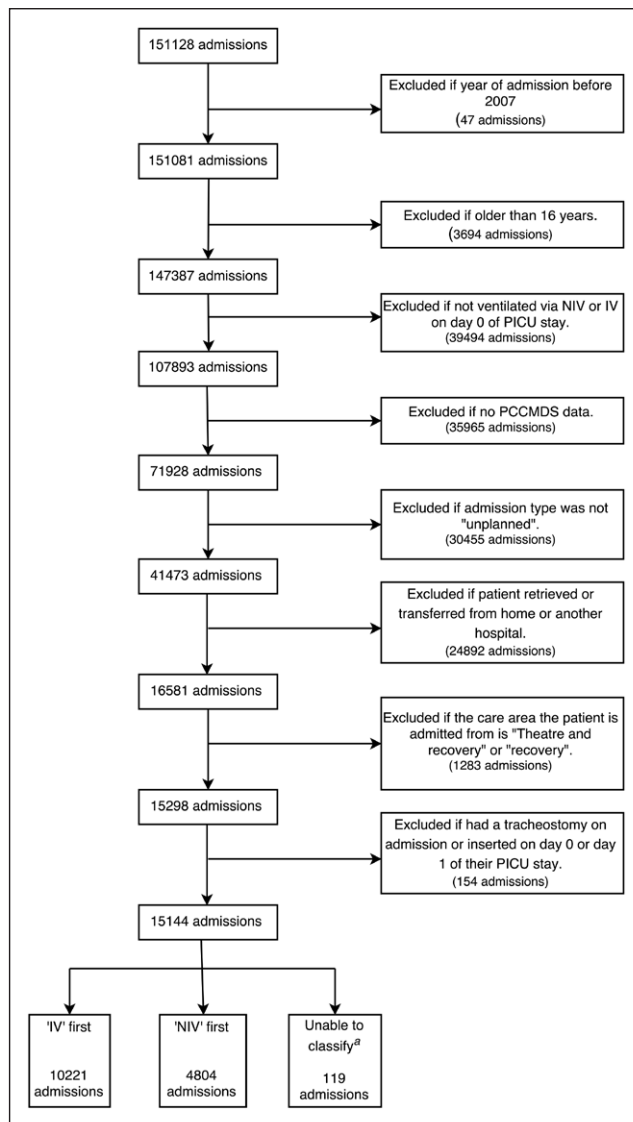 151128 admissions
Excluded if year of admission before
2007
(47 admissions)
151081 admissions
Excluded if older than 16 years.
(3694 admissions)
147387 admissions
Excluded if not ventilated via NIV or IV
on day 0 of PICU stay.
(39494 admissions)
107893 admissions
Excluded if no PCCMDS data.
(35965 admissions)
71928 admissions
Excluded if admission type was not
"unplanned".
(30455 admissions)
41473 admissions
Excluded if patient retrieved or
transferred from home or another
hospital.
(24892 admissions)
16581 admissions
Excluded if the care area the patient is
admitted from is "Theatre and
recovery" or "recovery".
(1283 admissions)
15298 admissions
Excluded if had a tracheostomy on
admission or inserted on day 0 or day
1 of their PICU stay.
(154 admissions)
15144 admissions
'IV' first
10221
admissions
'NIV' first
4804
admissions
Unable to
classifyª
119
admissions